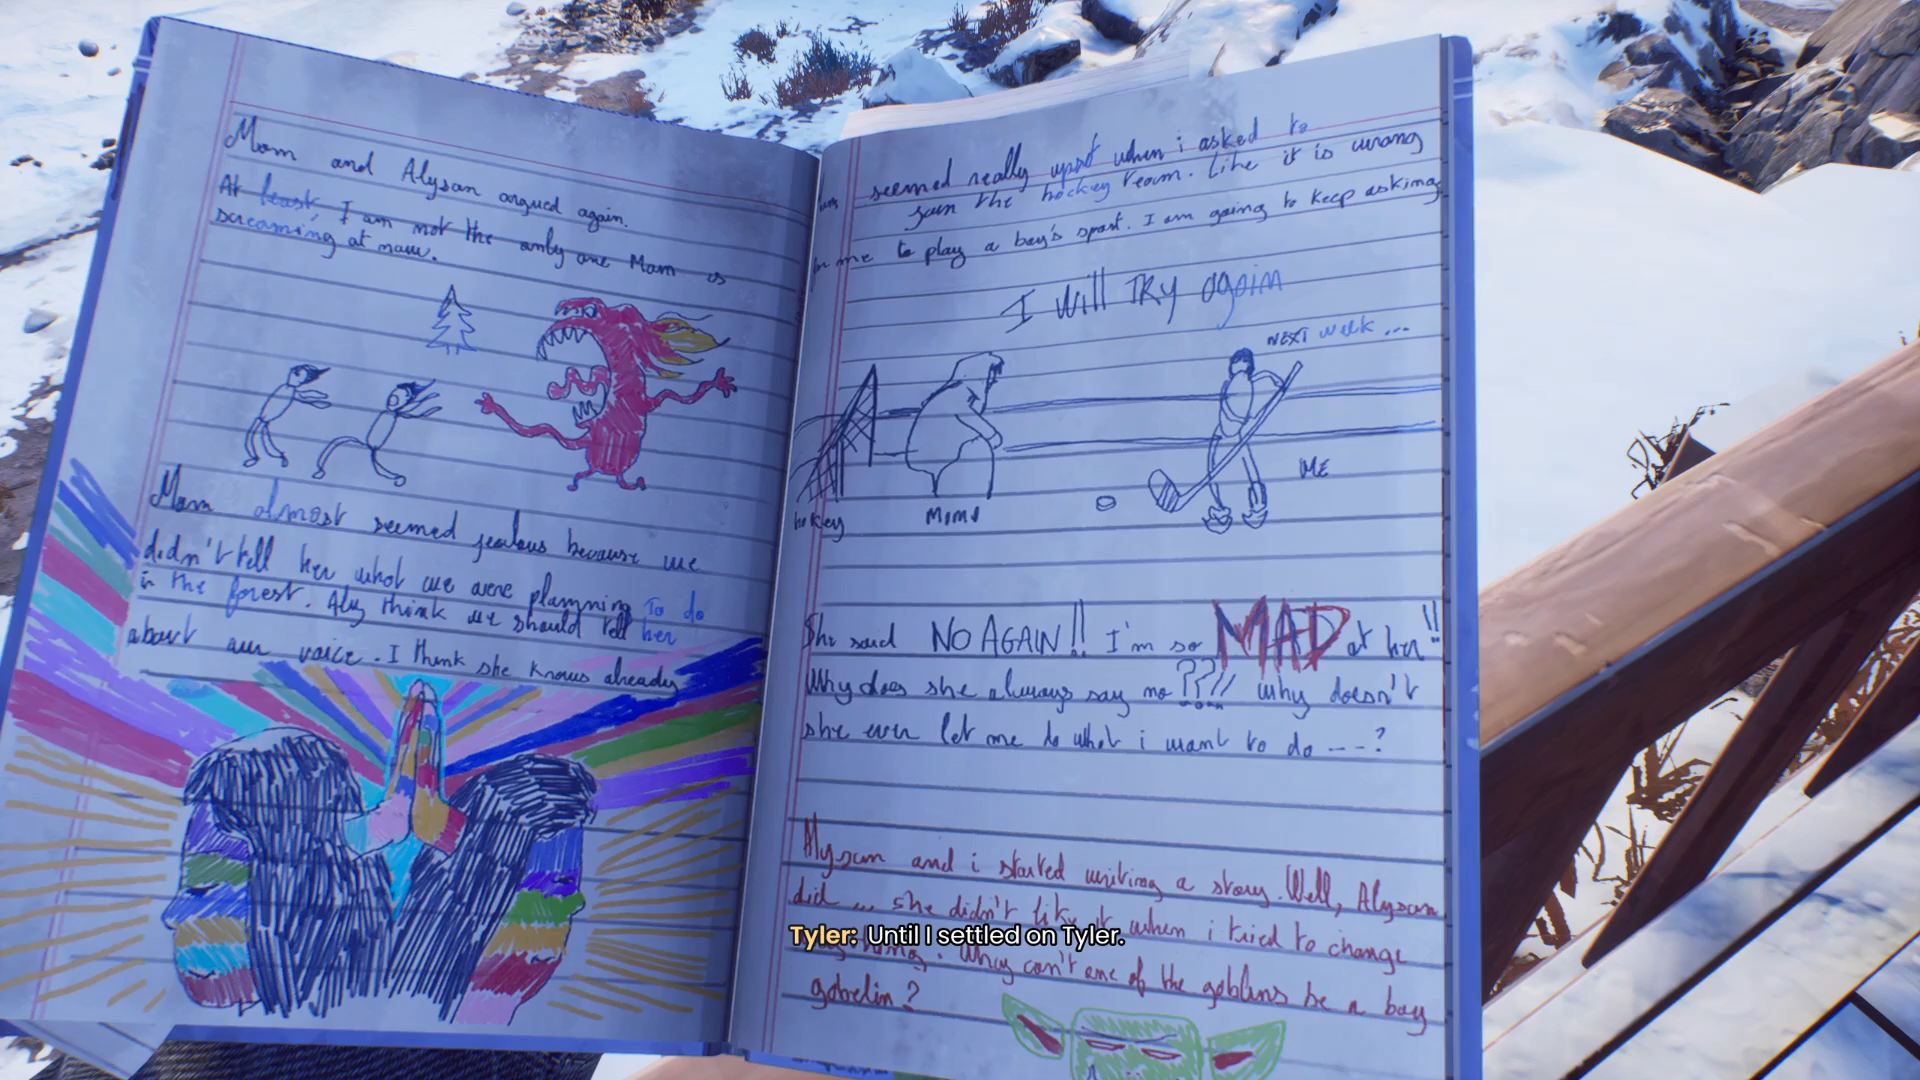 Mom and Alysan argued again.
At least I am not the only one Mom is
screaming at now.
Mom almost seemed jealous because we
didn't tell her what we were planning to do
in the forest. Aly think we should tell her
about our voice. I think she knows already
seemed really upset when i asked to
join the hockey team. Like it is wrong
for me to play a boy's sport. I am going to keep asking
I will TRY again
NEXT week ...
ME
hockey
Mom
She said NO AGAIN!! I'm so MAD at her!!
Why does she always say no ??!! why doesn't
she ever let me do what i want to do ---?
Alyson and i started writing a story. Well, Alyson
did ... she didn't like it when i tried to change
Tyler: Until I settled on Tyler.
Why can't one of the goblins be a boy
gobelin?